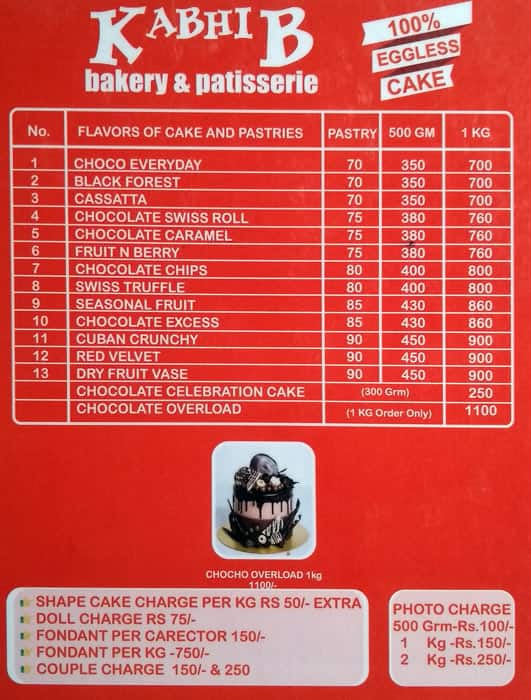 KABHI B
bakery & patisserie
100%
EGGLESS
CAKE
No. FLAVORS OF CAKE AND PASTRIES PASTRY 500 GM 1 KG
1 CHOCO EVERYDAY 70 350 700
2 BLACK FOREST 70 350 700
3 CASSATTA 70 350 700
4 CHOCOLATE SWISS ROLL 75 380 760
5 CHOCOLATE CARAMEL 75 380 760
6 FRUIT N BERRY 75 380 760
7 CHOCOLATE CHIPS 80 400 800
8 SWISS TRUFFLE 80 400 800
9 SEASONAL FRUIT 85 430 860
10 CHOCOLATE EXCESS 85 430 860
11 CUBAN CRUNCHY 90 450 900
12 RED VELVET 90 450 900
13 DRY FRUIT VASE 90 450 900
CHOCOLATE CELEBRATION CAKE (300 Grm) 250
CHOCOLATE OVERLOAD (1 KG Order Only) 1100
CHOCHO OVERLOAD 1kg
1100/-
SHAPE CAKE CHARGE PER KG RS 50/- EXTRA
DOLL CHARGE RS 75/-
FONDANT PER CARECTOR 150/-
FONDANT PER KG -750/-
COUPLE CHARGE 150/- & 250
PHOTO CHARGE
500 Grm-Rs.100/-
1 Kg -Rs.150/-
2 Kg -Rs.250/-